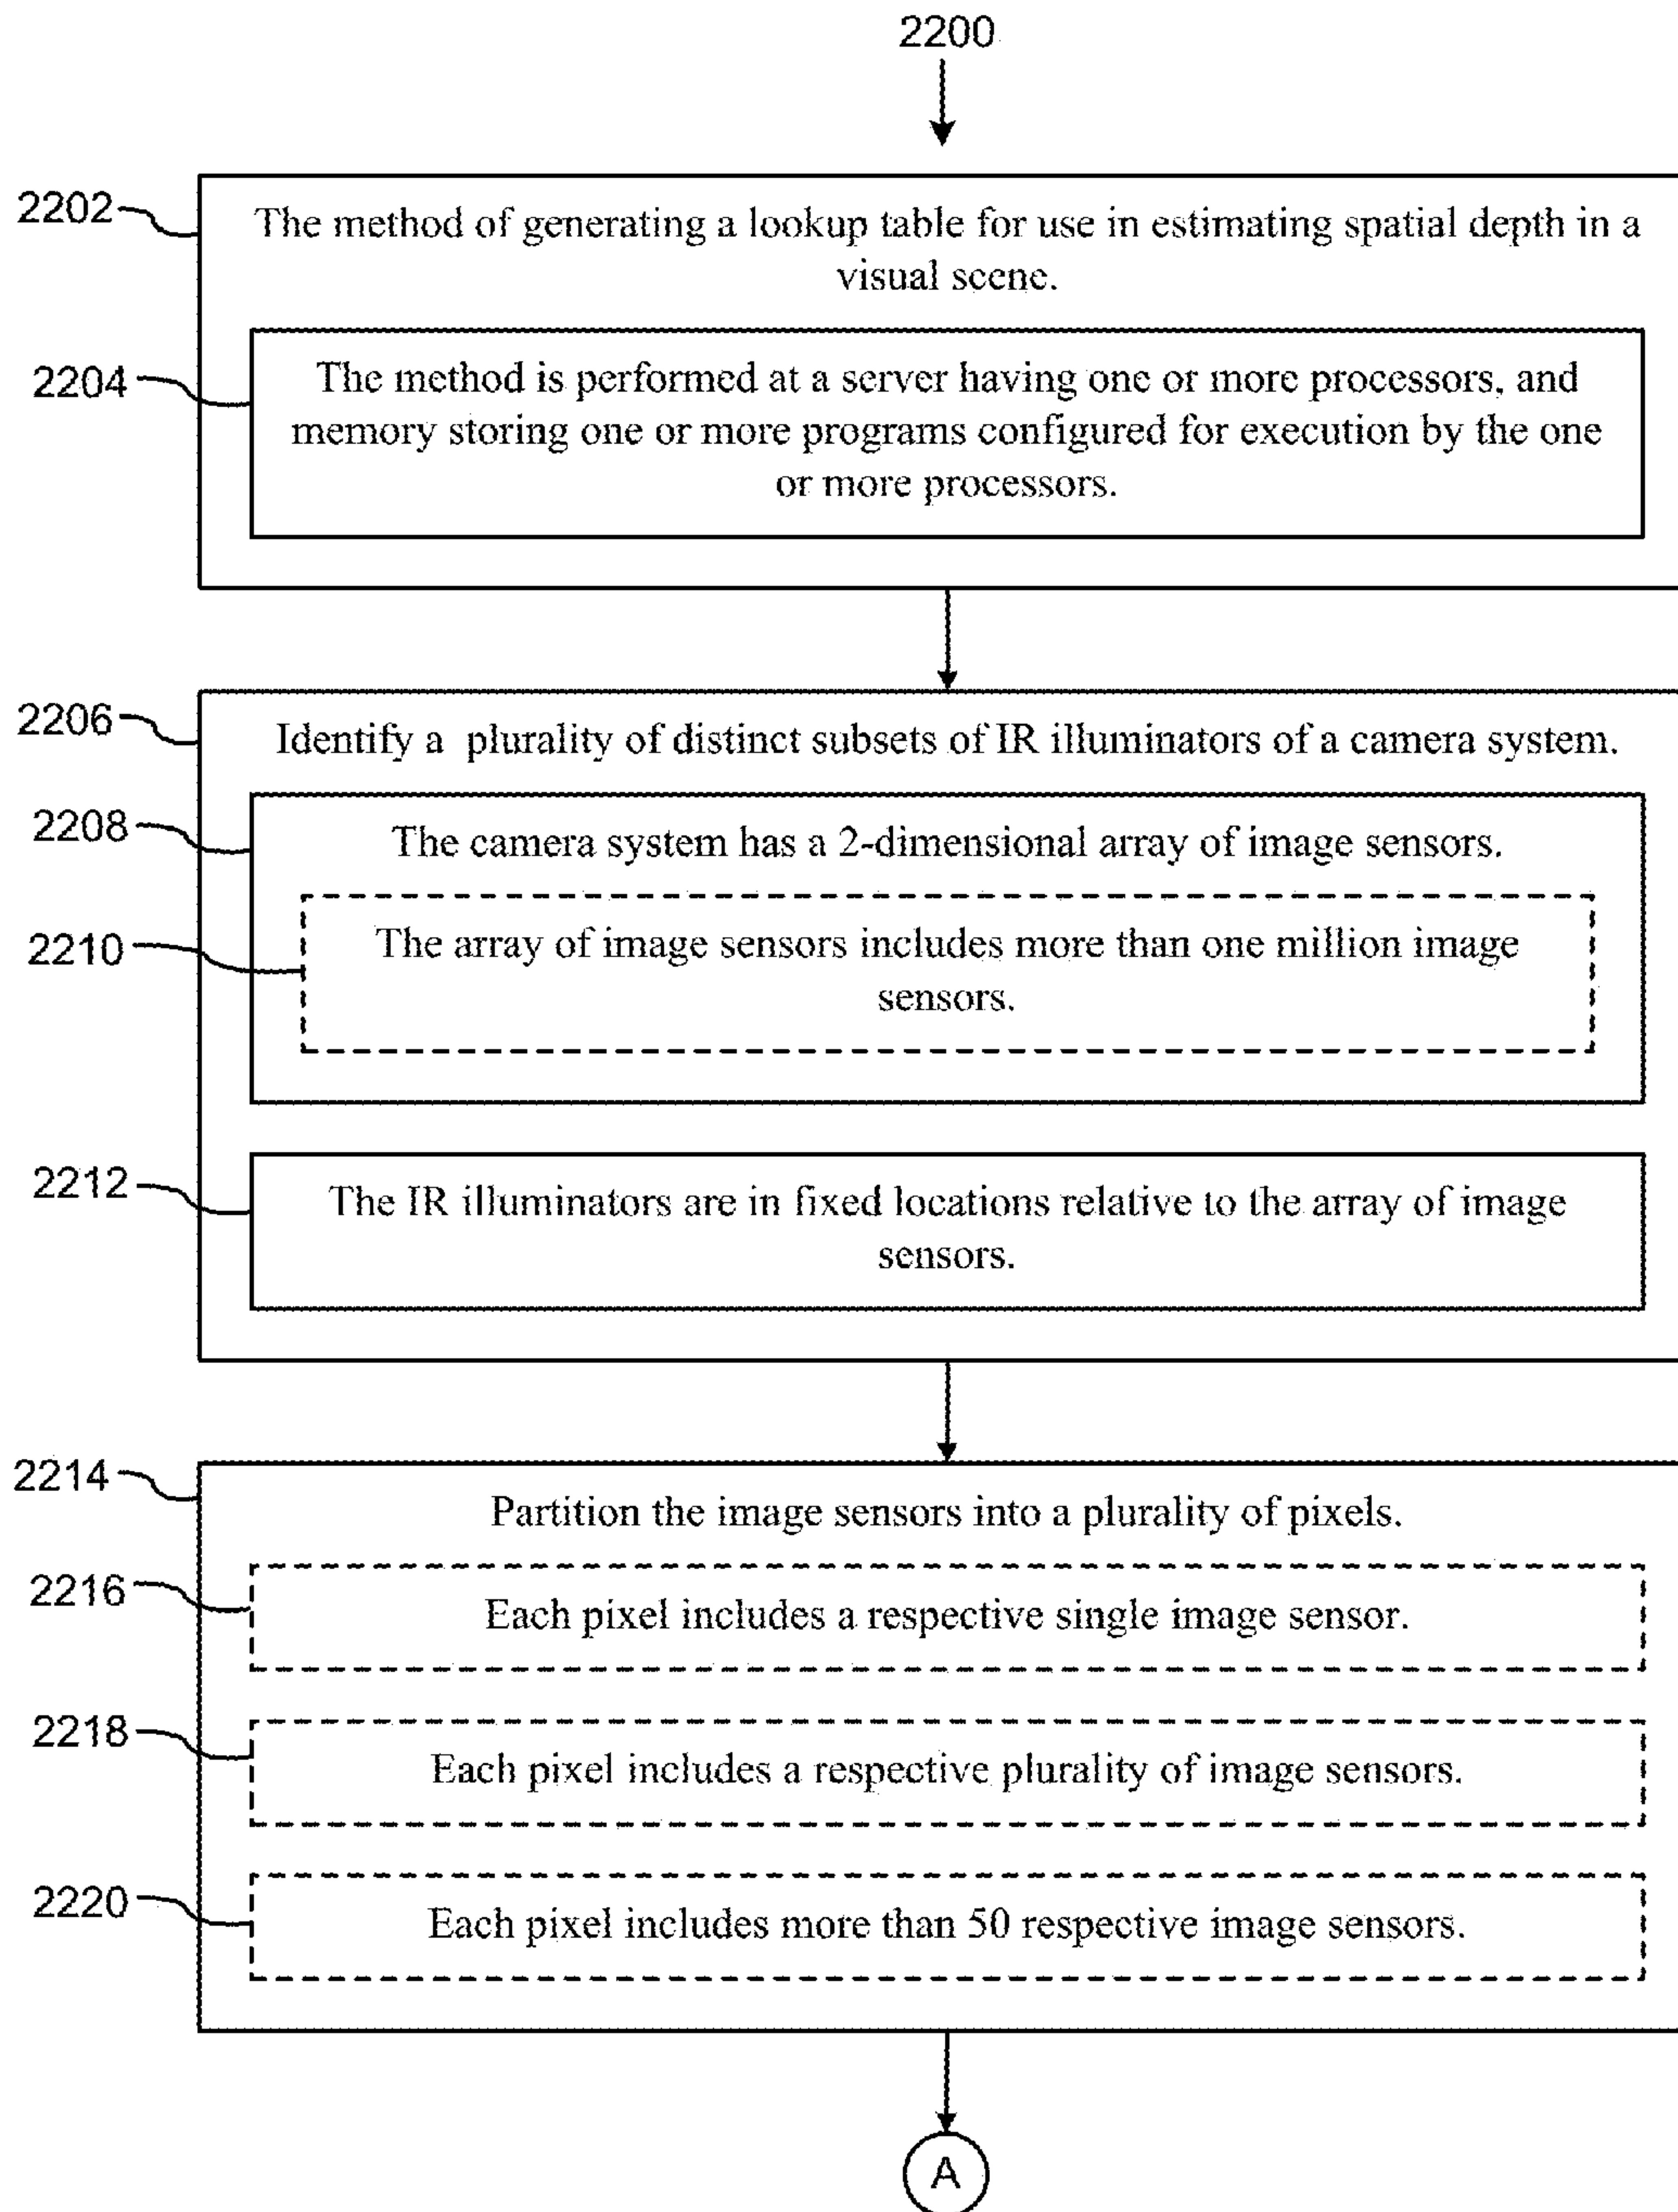 2200
2202
The method of generating a lookup table for use in estimating spatial depth in a
visual scene.
2204
The method is performed at a server having one or more processors, and
memory storing one or more programs configured for execution by the one
or more processors.
2206
Identify a plurality of distinct subsets of IR illuminators of a camera system.
2208
The camera system has a 2-dimensional array of image sensors.
2210
The array of image sensors includes more than one million image
sensors.
2212
The IR illuminators are in fixed locations relative to the array of image
sensors.
2214
Partition the image sensors into a plurality of pixels.
2216
Each pixel includes a respective single image sensor.
2218
Each pixel includes a respective plurality of image sensors.
2220
Each pixel includes more than 50 respective image sensors.
A